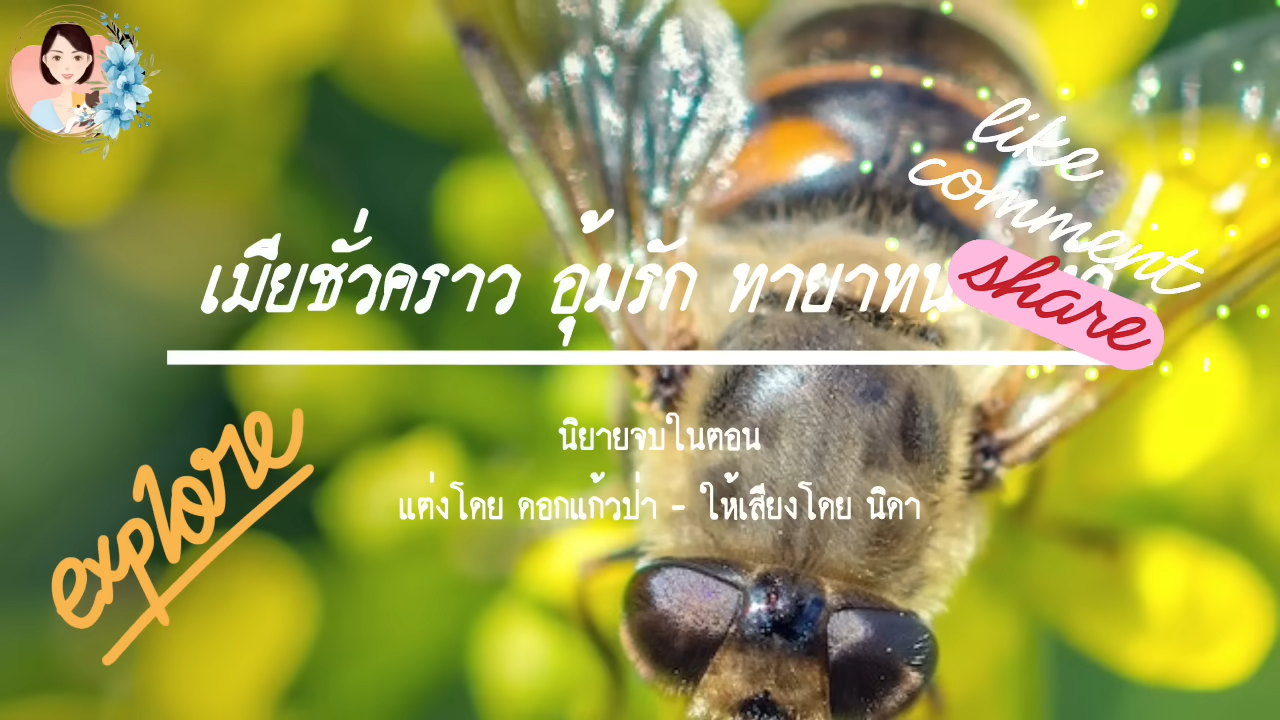 like
comment
share
เมียชั่วคราว อุ้มรัก ทายาทน
explore
นิยายจบในตอน
แต่งโดย ดอกแก้วป่า - ให้เสียงโดย นิดา